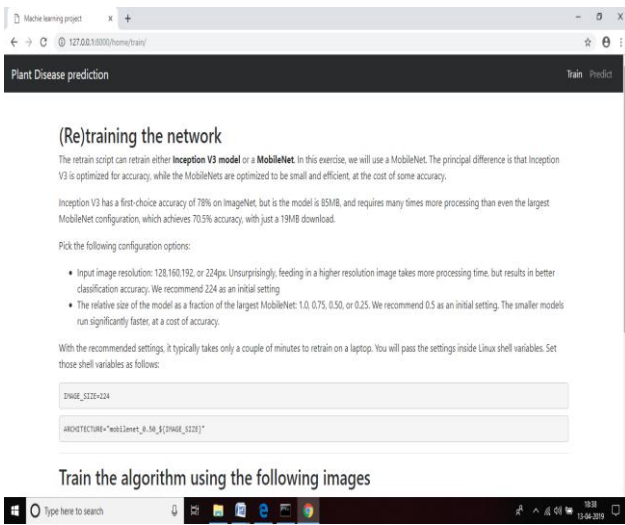 Machie learning project
127.0.0.1:8000/home/train/
Plant Disease prediction
Train Predict
(Re)training the network
The retrain script can retrain either Inception V3 model or a MobileNet. In this exercise, we will use a MobileNet. The principal difference is that Inception
V3 is optimized for accuracy, while the MobileNets are optimized to be small and efficient, at the cost of some accuracy.
Inception V3 has a first-choice accuracy of 78% on ImageNet, but is the model is 85MB, and requires many times more processing than even the largest
MobileNet configuration, which achieves 70.5% accuracy, with just a 19MB download.
Pick the following configuration options:
• Input image resolution: 128,160,192, or 224px. Unsurprisingly, feeding in a higher resolution image takes more processing time, but results in better
classification accuracy. We recommend 224 as an initial setting
• The relative size of the model as a fraction of the largest MobileNet: 1.0, 0.75, 0.50, or 0.25. We recommend 0.5 as an initial setting. The smaller models
run significantly faster, at a cost of accuracy.
With the recommended settings, it typically takes only a couple of minutes to retrain on a laptop. You will pass the settings inside Linux shell variables. Set
those shell variables as follows:
IMAGE_SIZE=224
ARCHITECTURE="mobilenet_0.50_${IMAGE_SIZE}"
Train the algorithm using the following images
Type here to search
18:38
13-04-2019